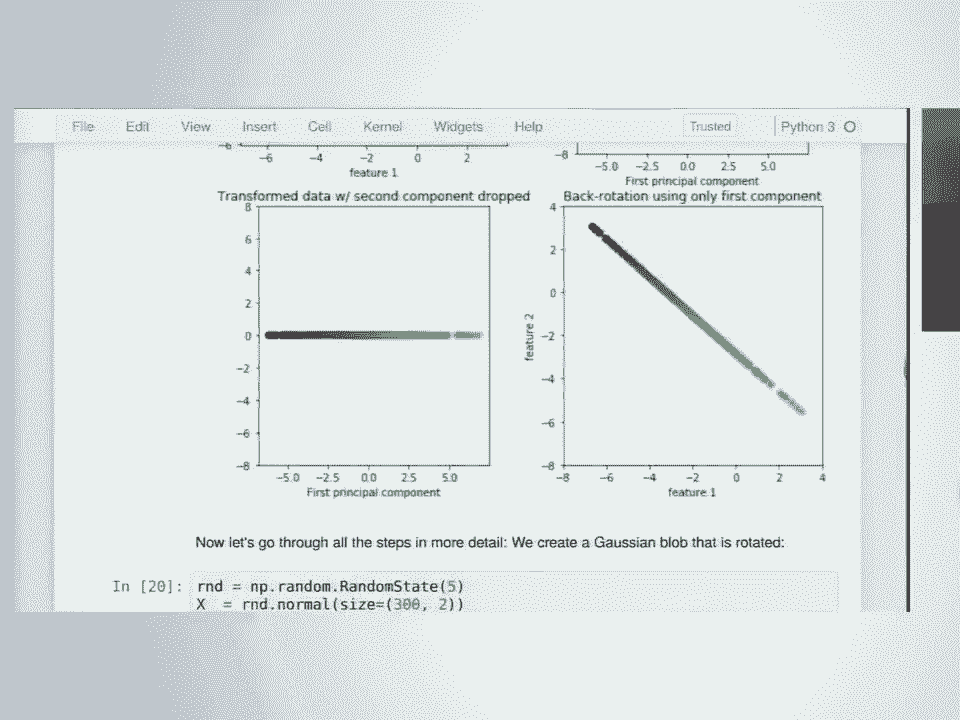 File Edit View Insert Cell Kernel Widgets Help Trusted Python 3
−6 −8
−6 −4 −2 0 2 −5.0 −2.5 0.0 2.5 5.0
feature 1 First principal component
Transformed data w/ second component dropped Back-rotation using only first component
8 4
6 2
4 0
2 −2
0 −4
−2 −6
−4 −8
−6
−8
feature 2
−5.0 −2.5 0.0 2.5 5.0 −8 −6 −4 −2 0 2 4
First principal component feature 1
Now let's go through all the steps in more detail: We create a Gaussian blob that is rotated:
In [20]: rnd = np.random.RandomState(5)
X = rnd.normal(size=(300, 2))